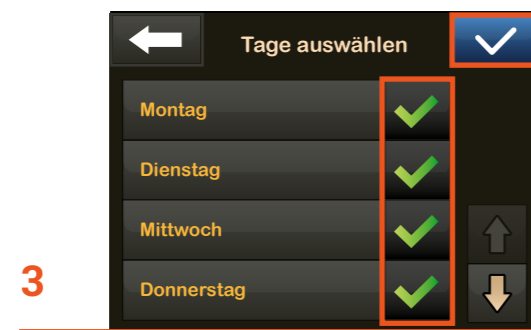 Tage auswählen
Montag
Dienstag
Mittwoch
3
Donnerstag